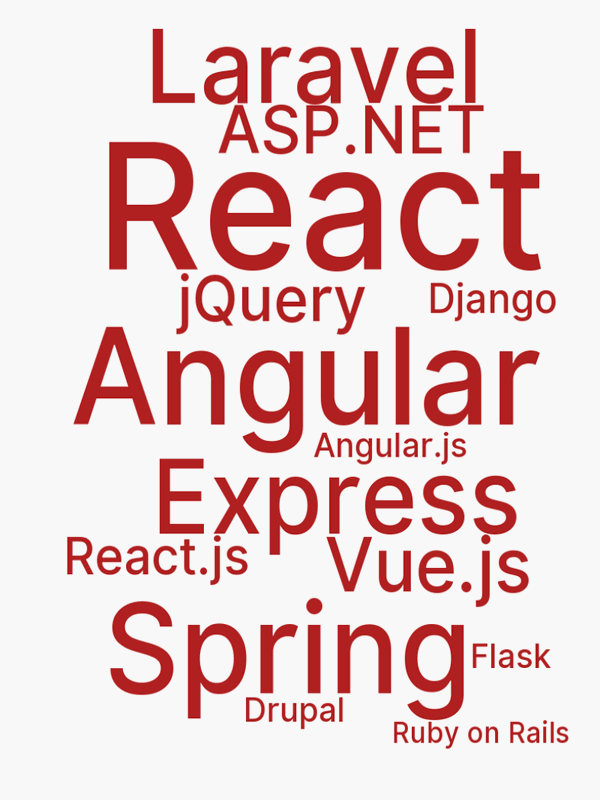 Laravel
ASP.NET
React
jQuery
Django
Angular
Angular.js
Express
React.js
Vue.js
Spring
Flask
Drupal
Ruby on Rails